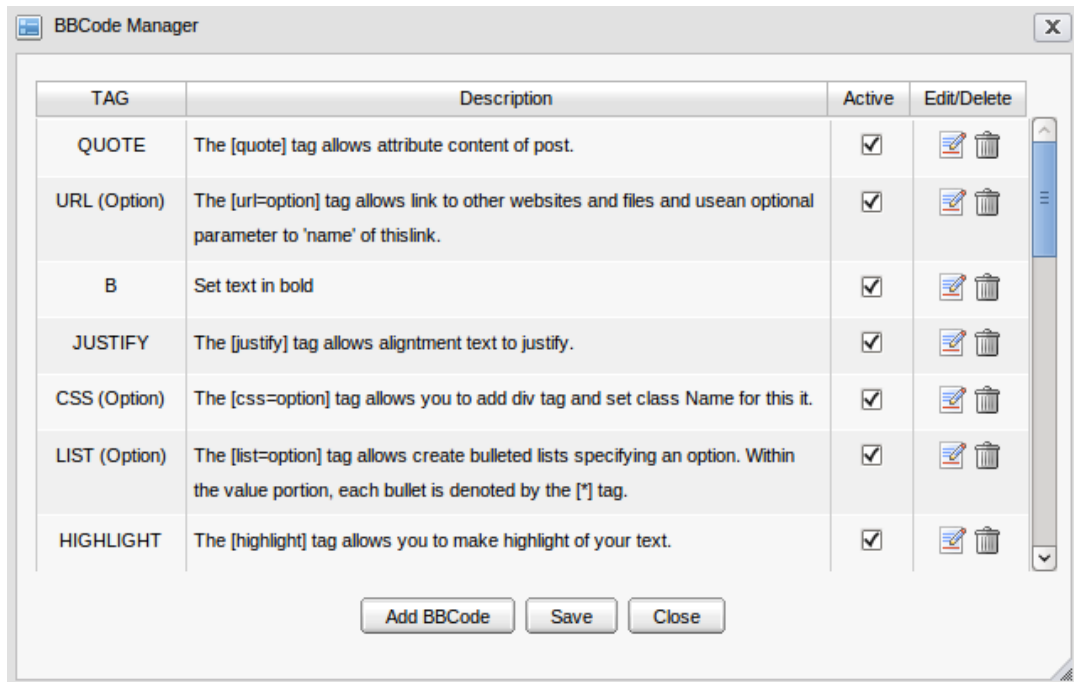 BBCode Manager
X
TAG Description Active Edit/Delete
QUOTE The [quote] tag allows attribute content of post.
URL (Option) The [url=option] tag allows link to other websites and files and usean optional
parameter to 'name' of thislink.
B Set text in bold
JUSTIFY The [justify] tag allows aligntment text to justify.
CSS (Option) The [css=option] tag allows you to add div tag and set class Name for this it.
LIST (Option) The [list=option] tag allows create bulleted lists specifying an option. Within
the value portion, each bullet is denoted by the [*] tag.
HIGHLIGHT The [highlight] tag allows you to make highlight of your text.
Add BBCode Save Close